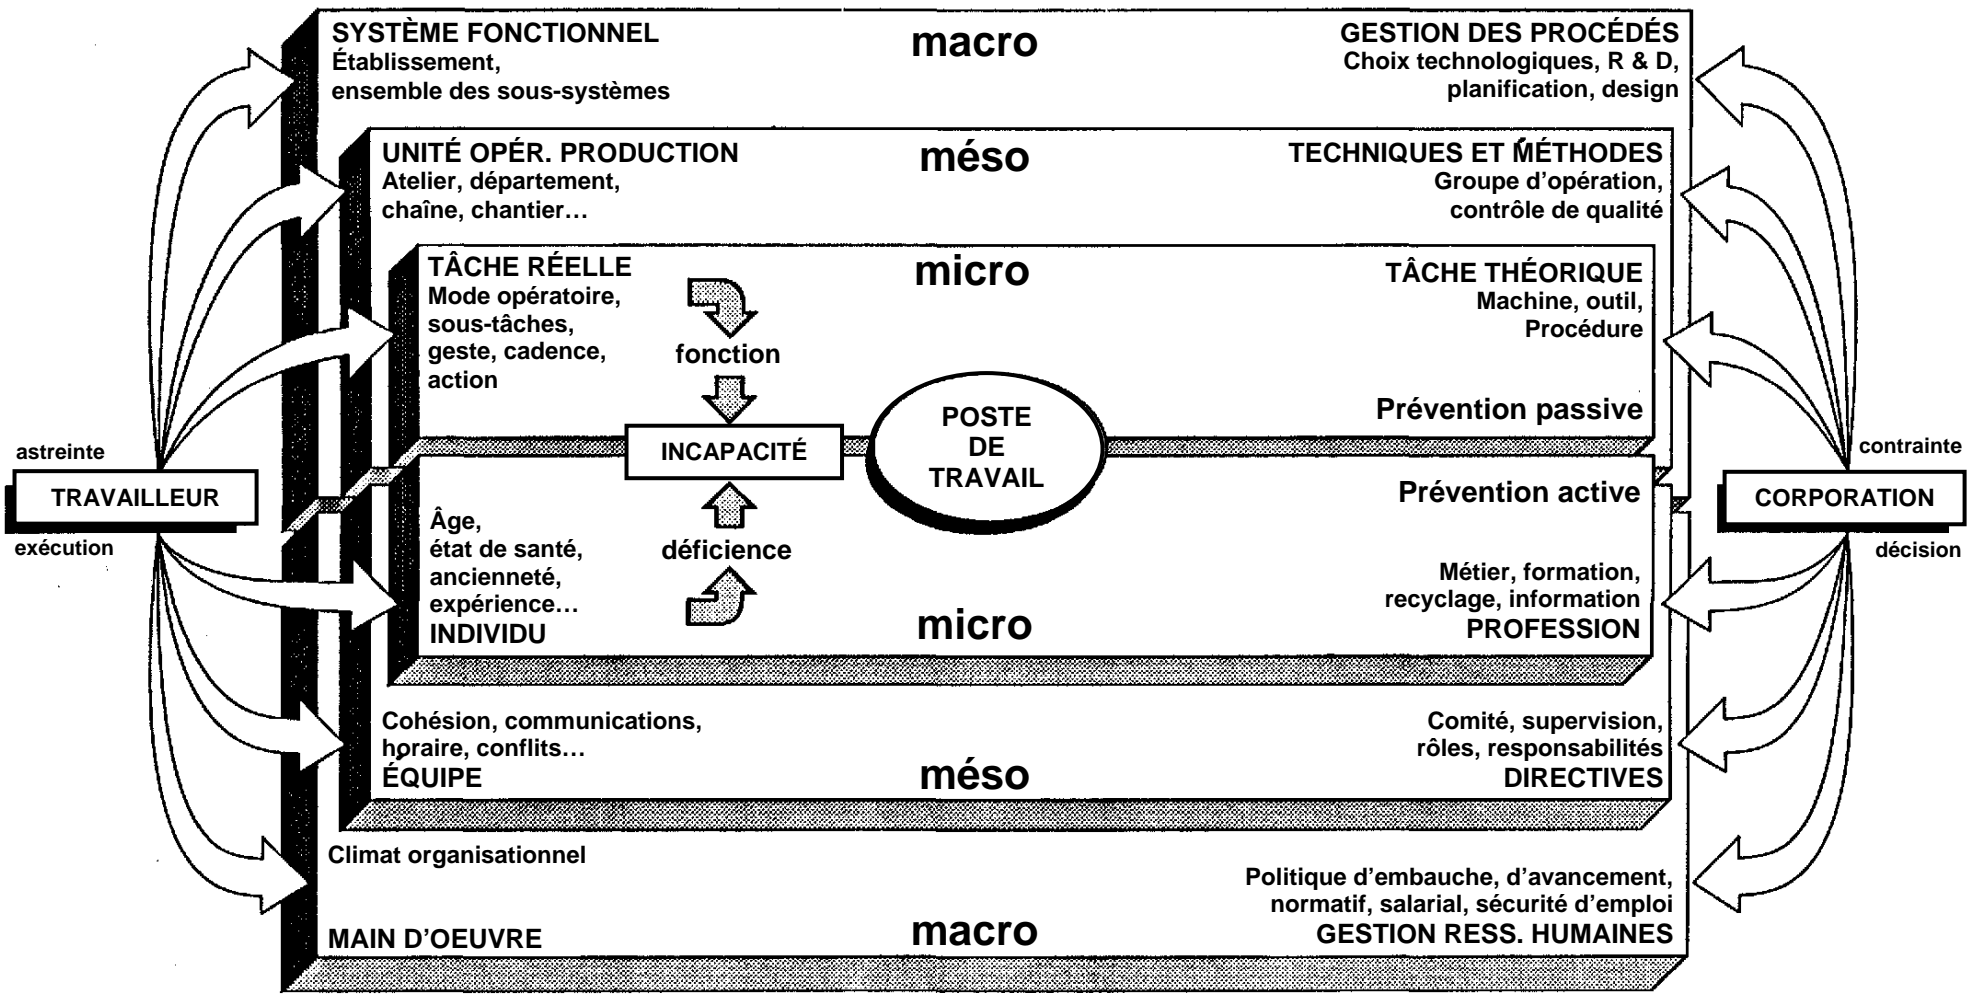 SYSTÈME FONCTIONNEL
Établissement,
ensemble des sous-systèmes
macro
GESTION DES PROCÉDÉS
Choix technologiques, R & D,
planification, design
UNITÉ OPÉR. PRODUCTION
Atelier, département,
chaîne, chantier…
méso
TECHNIQUES ET MÉTHODES
Groupe d’opération,
contrôle de qualité
TÂCHE RÉELLE
Mode opératoire,
sous-tâches,
geste, cadence,
action
micro
TÂCHE THÉORIQUE
Machine, outil,
Procédure
fonction
Prévention passive
INCAPACITÉ
POSTE
DE
TRAVAIL
astreinte
TRAVAILLEUR
exécution
contrainte
CORPORATION
décision
Prévention active
Âge,
état de santé,
ancienneté,
expérience…
INDIVIDU
déficience
micro
Métier, formation,
recyclage, information
PROFESSION
Cohésion, communications,
horaire, conflits…
ÉQUIPE
méso
Comité, supervision,
rôles, responsabilités
DIRECTIVES
Climat organisationnel
MAIN D'OEUVRE
macro
Politique d’embauche, d’avancement,
normatif, salarial, sécurité d’emploi
GESTION RESS. HUMAINES